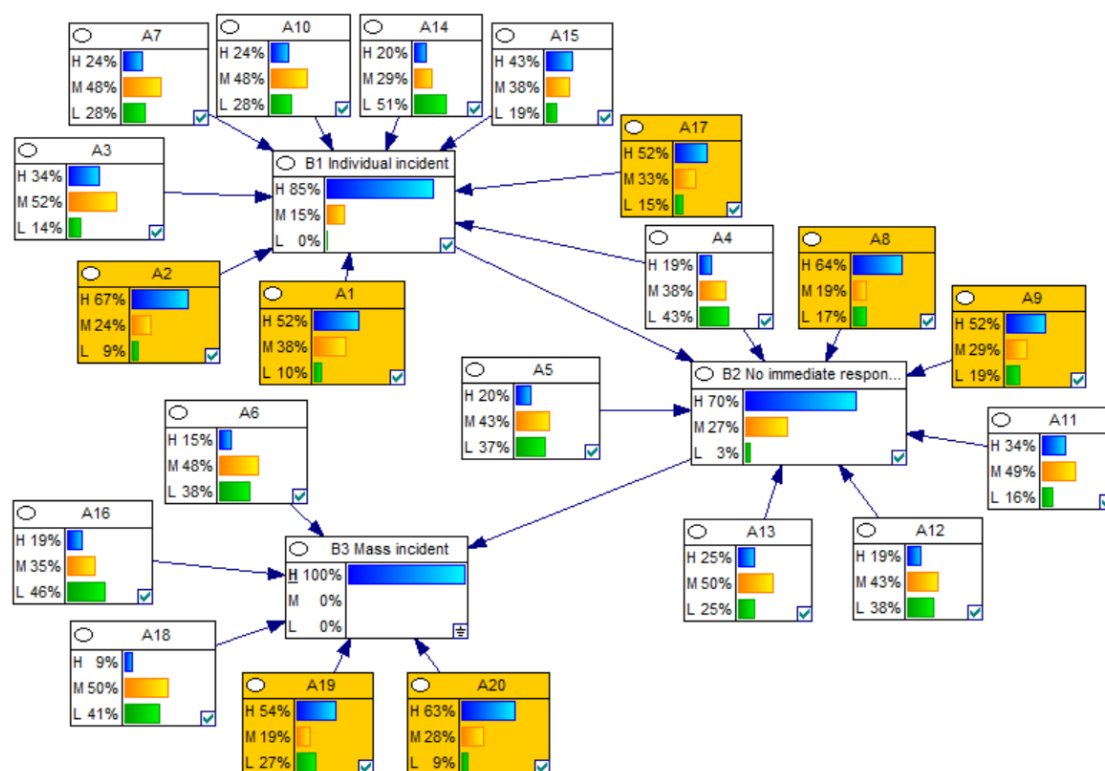 A7
H 24%
M 48%
L 28%
A10
H 24%
M 48%
L 28%
A14
H 20%
M 29%
L 51%
A15
H 43%
M 38%
L 19%
A3
H 34%
M 52%
L 14%
B1 Individual incident
H 85%
M 15%
L 0%
A17
H 52%
M 33%
L 15%
A2
H 67%
M 24%
L 9%
A1
H 52%
M 38%
L 10%
A4
H 19%
M 38%
L 43%
A8
H 64%
M 19%
L 17%
A9
H 52%
M 29%
L 19%
A5
H 20%
M 43%
L 37%
B2 No immediate respon...
H 70%
M 27%
L 3%
A6
H 15%
M 48%
L 38%
A11
H 34%
M 49%
L 16%
A16
H 19%
M 35%
L 46%
B3 Mass incident
H 100%
M 0%
L 0%
A13
H 25%
M 50%
L 25%
A12
H 19%
M 43%
L 38%
A18
H 9%
M 50%
L 41%
A19
H 54%
M 19%
L 27%
A20
H 63%
M 28%
L 9%